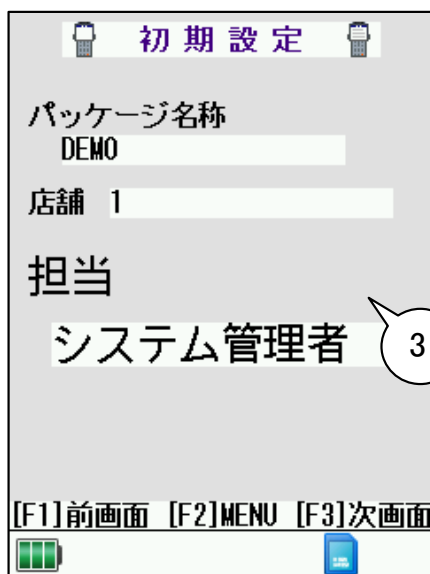 初期設定
パッケージ名称
DEMO
店舗 1
担当
システム管理者
3
[F1]前画面 [F2]MENU [F3]次画面